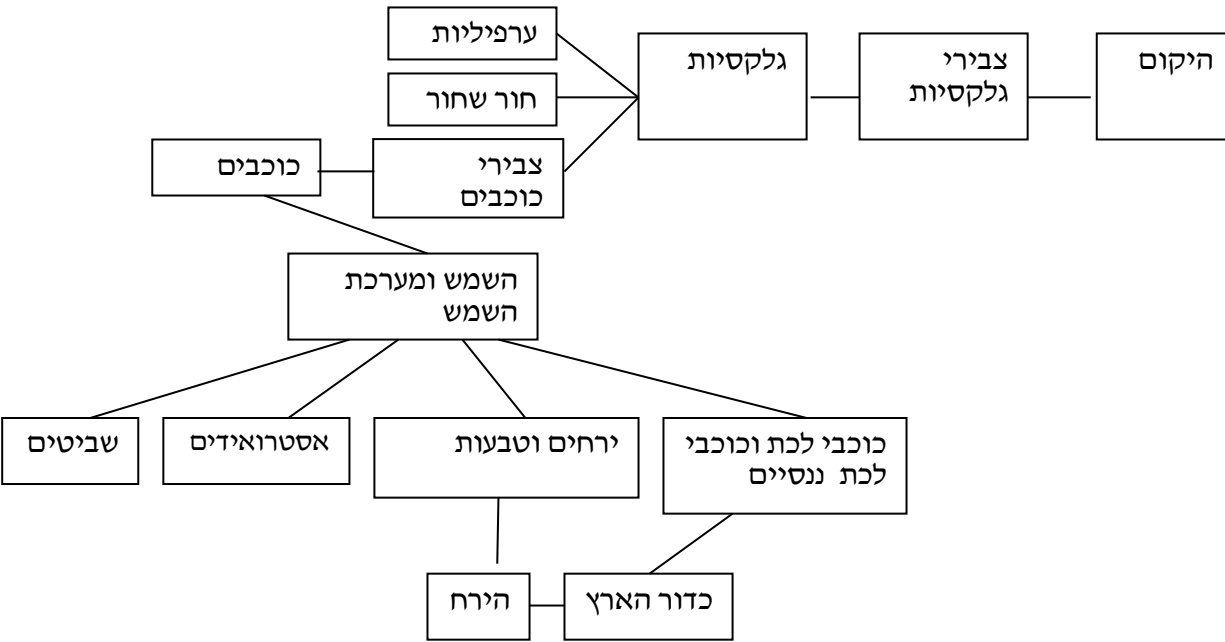 היקום
צבירי
גלקסיות
גלקסיות
ערפיליות
חור שחור
צבירי
כוכבים
כוכבים
השמש ומערכת
השמש
כוכבי לכת וכוכבי
לכת ננסיים
ירחים וטבעות
אסטרואידים
שביטים
כדור הארץ
הירח